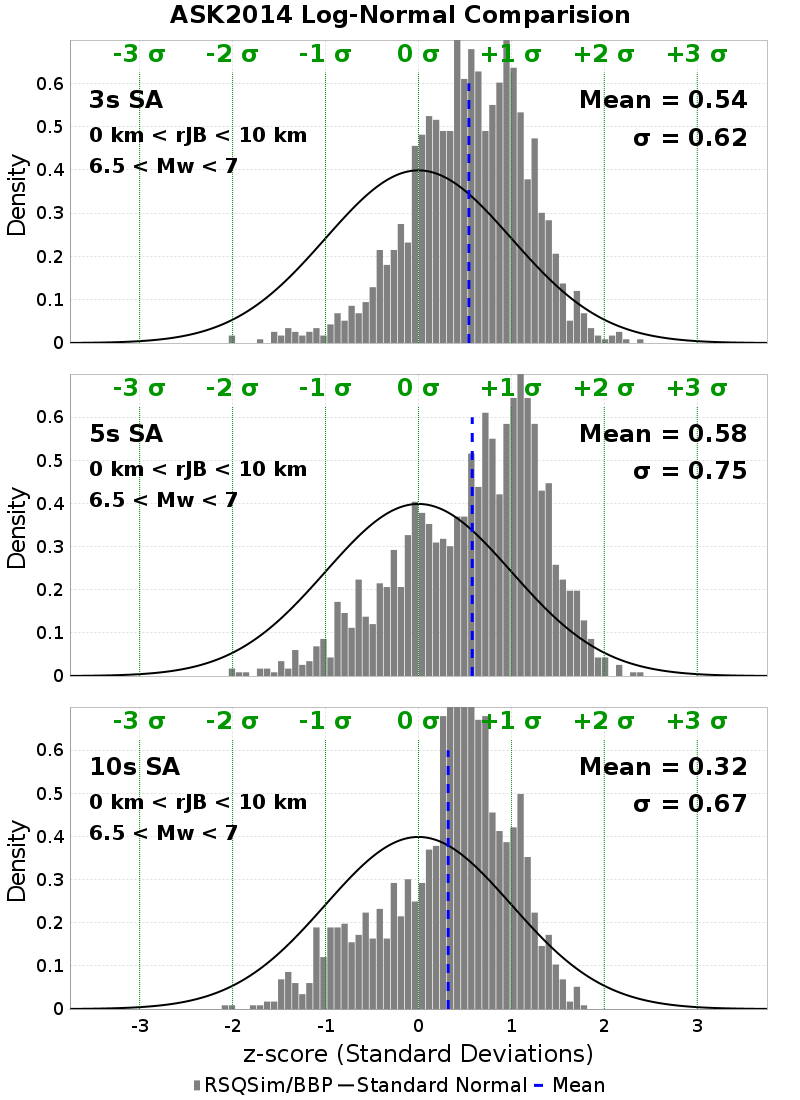 ASK2014 Log-Normal Comparision
-3 σ -2 σ -1 σ 0 σ +1 σ +2 σ +3 σ
3s SA
0 km < rJB < 10 km
6.5 < Mw < 7
Mean = 0.54
σ = 0.62
0.6
0.5
0.4
0.3
0.2
0.1
0
Density
-3 σ -2 σ -1 σ 0 σ +1 σ +2 σ +3 σ
5s SA
0 km < rJB < 10 km
6.5 < Mw < 7
Mean = 0.58
σ = 0.75
0.6
0.5
0.4
0.3
0.2
0.1
0
Density
-3 σ -2 σ -1 σ 0 σ +1 σ +2 σ +3 σ
10s SA
0 km < rJB < 10 km
6.5 < Mw < 7
Mean = 0.32
σ = 0.67
0.6
0.5
0.4
0.3
0.2
0.1
0
Density
-3 -2 -1 0 1 2 3
z-score (Standard Deviations)
RSQSim/BBP Standard Normal Mean